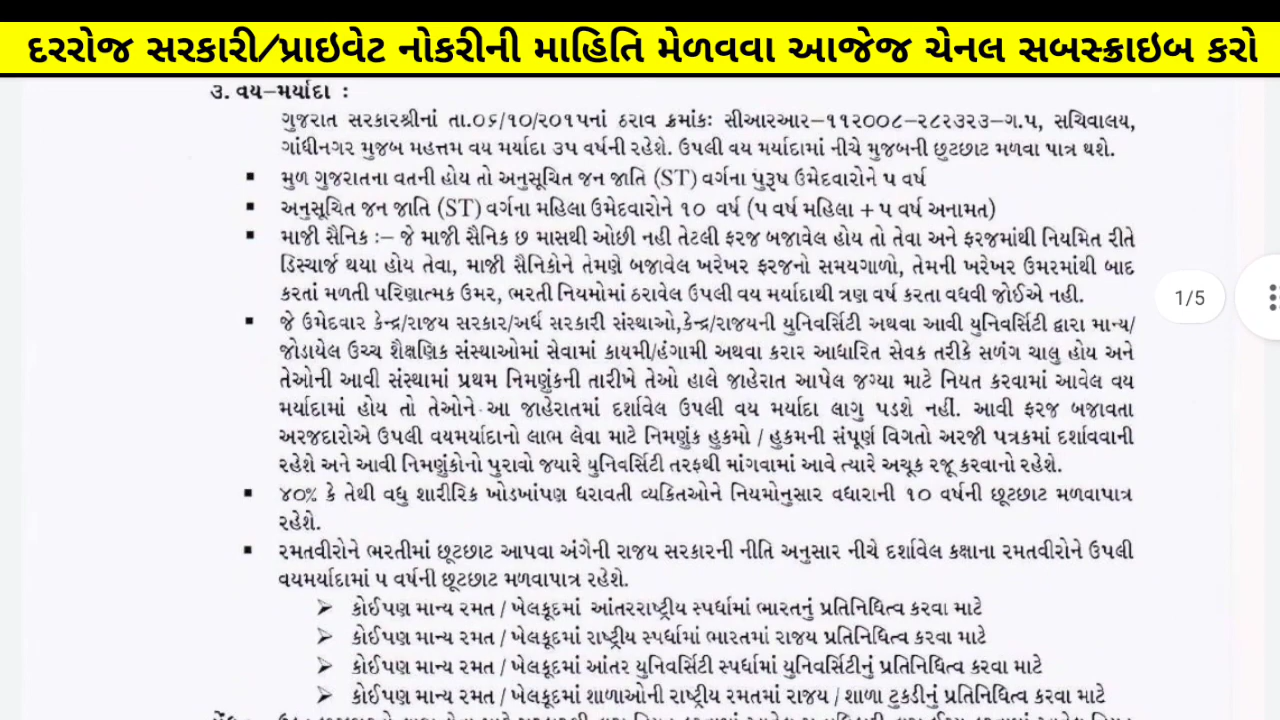 દરરોજ સરકારી/પ્રાઇવેટ નોકરીની માહિતિ મેળવવા આજેજ ચેનલ સબસ્ક્રાઇબ કરો
૩. વય–મર્યાદા :
ગુજરાત સરકારશ્રીનાં તા.૦૬/૧૦/૨૦૧૫નાં ઠરાવ ક્રમાંકઃ સીઆરઆર–૧૧૨૦૦૮–૨૮૨૩૨૩–ગ.૫, સચિવાલય,
ગાંધીનગર મુજબ મહત્તમ વય મર્યાદા ૩૫ વર્ષની રહેશે. ઉપલી વય મર્યાદામાં નીચે મુજબની છુટછાટ મળવા પાત્ર થશે.
▪ મુળ ગુજરાતના વતની હોય તો અનુસૂચિત જન જાતિ (ST) વર્ગના પુંરૂષ ઉમેદવારોને ૫ વર્ષ
▪ અનુસૂચિત જન જાતિ (ST) વર્ગના મહિલા ઉમેદવારોને ૧૦ વર્ષ (૫ વર્ષ મહિલા + ૫ વર્ષ અનામત)
▪ માજી સૈનિક :– જે માજી સૈનિક છ માસથી ઓછી નહી તેટલી ફરજ બજાવેલ હોય તો તેવા અને ફરજમાંથી નિયમિત રીતે
ડિસ્ચાર્જ થયા હોય તેવા, માજી સૈનિકોને તેમણે બજાવેલ ખરેખર ફરજનો સમયગાળો, તેમની ખરેખર ઉમરમાંથી બાદ
કરતાં મળતી પરિણાત્મક ઉમર, ભરતી નિયમોમાં ઠરાવેલ ઉપલી વય મર્યાદાથી ત્રણ વર્ષ કરતા વધવી જોઈએ નહી.
▪ જે ઉમેદવાર કેન્દ્ર/રાજય સરકાર/અર્ધ સરકારી સંસ્થાઓ,કેન્દ્ર/રાજયની યુનિવર્સિટી અથવા આવી યુનિવર્સિટી દ્વારા માન્ય/
જોડાયેલ ઉચ્ચ શૈક્ષણિક સંસ્થાઓમાં સેવામાં કાયમી/હંગામી અથવા કરાર આધારિત સેવક તરીકે સળંગ ચાલુ હોય અને
તેઓની આવી સંસ્થામાં પ્રથમ નિમણુંકની તારીખે તેઓ હાલે જાહેરાત આપેલ જગ્યા માટે નિયત કરવામાં આવેલ વય
મર્યાદામાં હોય તો તેઓને આ જાહેરાતમાં દર્શાવેલ ઉપલી વય મર્યાદા લાગુ પડશે નહીં. આવી ફરજ બજાવતા
અરજદારોએ ઉપલી વયમર્યાદાનો લાભ લેવા માટે નિમણુંક હુકમો / હુકમની સંપૂર્ણ વિગતો અરજી પત્રકમાં દર્શાવવાની
રહેશે અને આવી નિમણુંકોનો પુરાવો જયારે યુનિવર્સિટી તરફથી માંગવામાં આવે ત્યારે અચૂક રજૂ કરવાનો રહેશે.
▪ ૪૦% કે તેથી વધુ શારીરિક ખોડખાંપણ ધરાવતી વ્યકિતઓને નિયમોનુસાર વધારાની ૧૦ વર્ષની છૂટછાટ મળવાપાત્ર
રહેશે.
▪ રમતવીરોને ભરતીમાં છૂટછાટ આપવા અંગેની રાજય સરકારની નીતિ અનુસાર નીચે દર્શાવેલ કક્ષાના રમતવીરોને ઉપલી
વયમર્યાદામાં ૫ વર્ષની છૂટછાટ મળવાપાત્ર રહેશે.
➢ કોઈપણ માન્ય રમત / ખેલકૂદમાં આંતરરાષ્ટ્રીય સ્પર્ધામાં ભારતનું પ્રતિનિધિત્વ કરવા માટે
➢ કોઈપણ માન્ય રમત / ખેલકૂદમાં રાષ્ટ્રીય સ્પર્ધામાં ભારતમાં રાજય પ્રતિનિધિત્વ કરવા માટે
➢ કોઈપણ માન્ય રમત / ખેલકૂદમાં આંતર યુનિવર્સિટી સ્પર્ધામાં યુનિવર્સિટીનું પ્રતિનિધિત્વ કરવા માટે
➢ કોઈપણ માન્ય રમત / ખેલકૂદમાં શાળાઓની રાષ્ટ્રીય રમતમાં રાજય / શાળા ટુકડીનું પ્રતિનિધિત્વ કરવા માટે
1/5